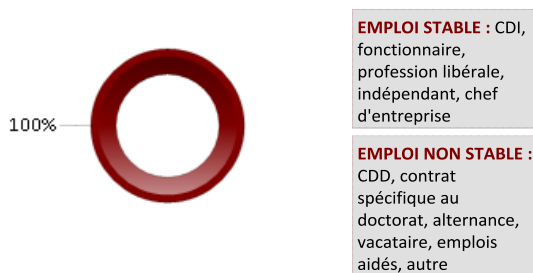 100%
EMPLOI STABLE : CDI,
fonctionnaire,
profession libérale,
indépendant, chef
d'entreprise
EMPLOI NON STABLE :
CDD, contrat
spécifique au
doctorat, alternance,
vacataire, emplois
aidés, autre